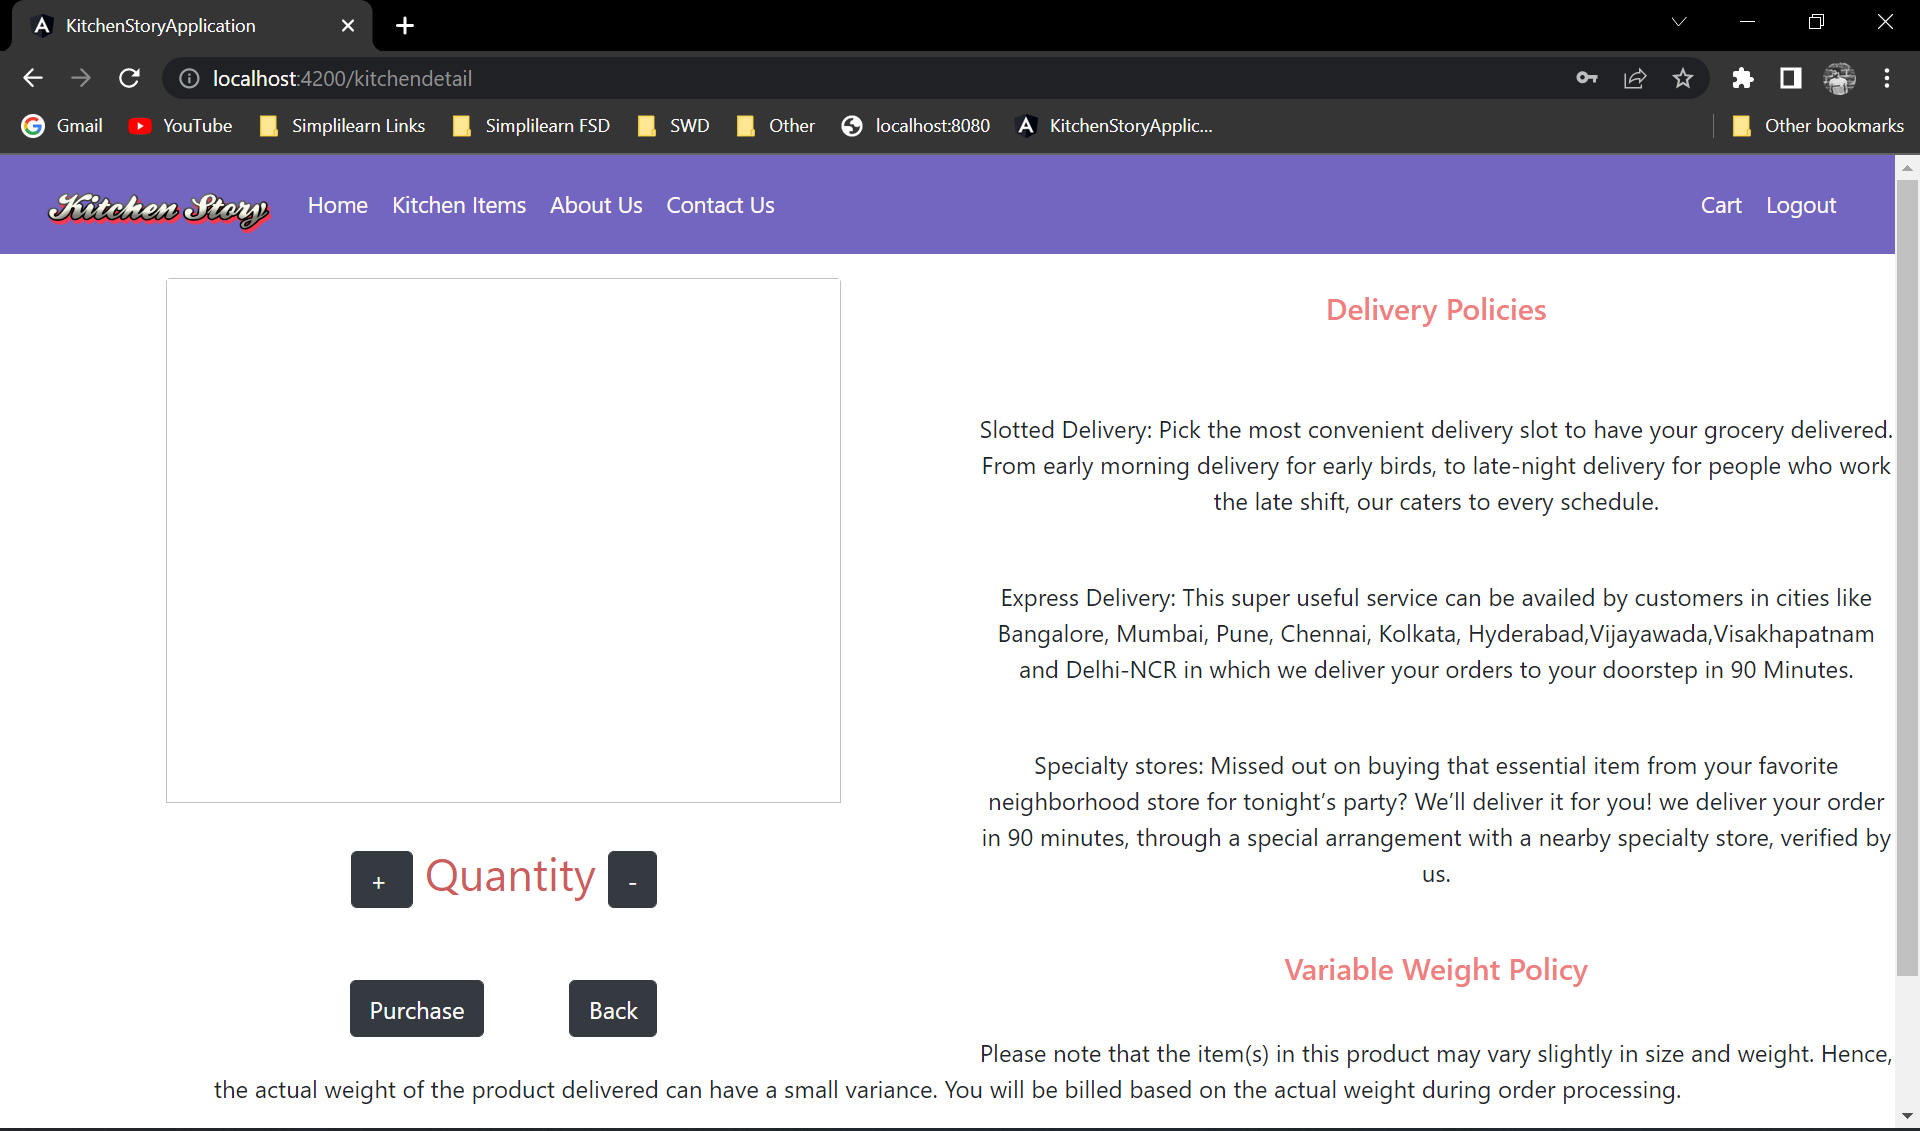 KitchenStoryApplication
localhost:4200/kitchendetail
Gmail YouTube Simplilearn Links Simplilearn FSD SWD Other localhost:8080 KitchenStoryApplic... Other bookmarks
Kitchen Story Home Kitchen Items About Us Contact Us Cart Logout
Delivery Policies
Slotted Delivery: Pick the most convenient delivery slot to have your grocery delivered.
From early morning delivery for early birds, to late-night delivery for people who work
the late shift, our caters to every schedule.
Express Delivery: This super useful service can be availed by customers in cities like
Bangalore, Mumbai, Pune, Chennai, Kolkata, Hyderabad,Vijayawada,Visakhapatnam
and Delhi-NCR in which we deliver your orders to your doorstep in 90 Minutes.
Specialty stores: Missed out on buying that essential item from your favorite
neighborhood store for tonight’s party? We’ll deliver it for you! we deliver your order
in 90 minutes, through a special arrangement with a nearby specialty store, verified by
us.
+ Quantity -
Purchase Back
Variable Weight Policy
Please note that the item(s) in this product may vary slightly in size and weight. Hence,
the actual weight of the product delivered can have a small variance. You will be billed based on the actual weight during order processing.